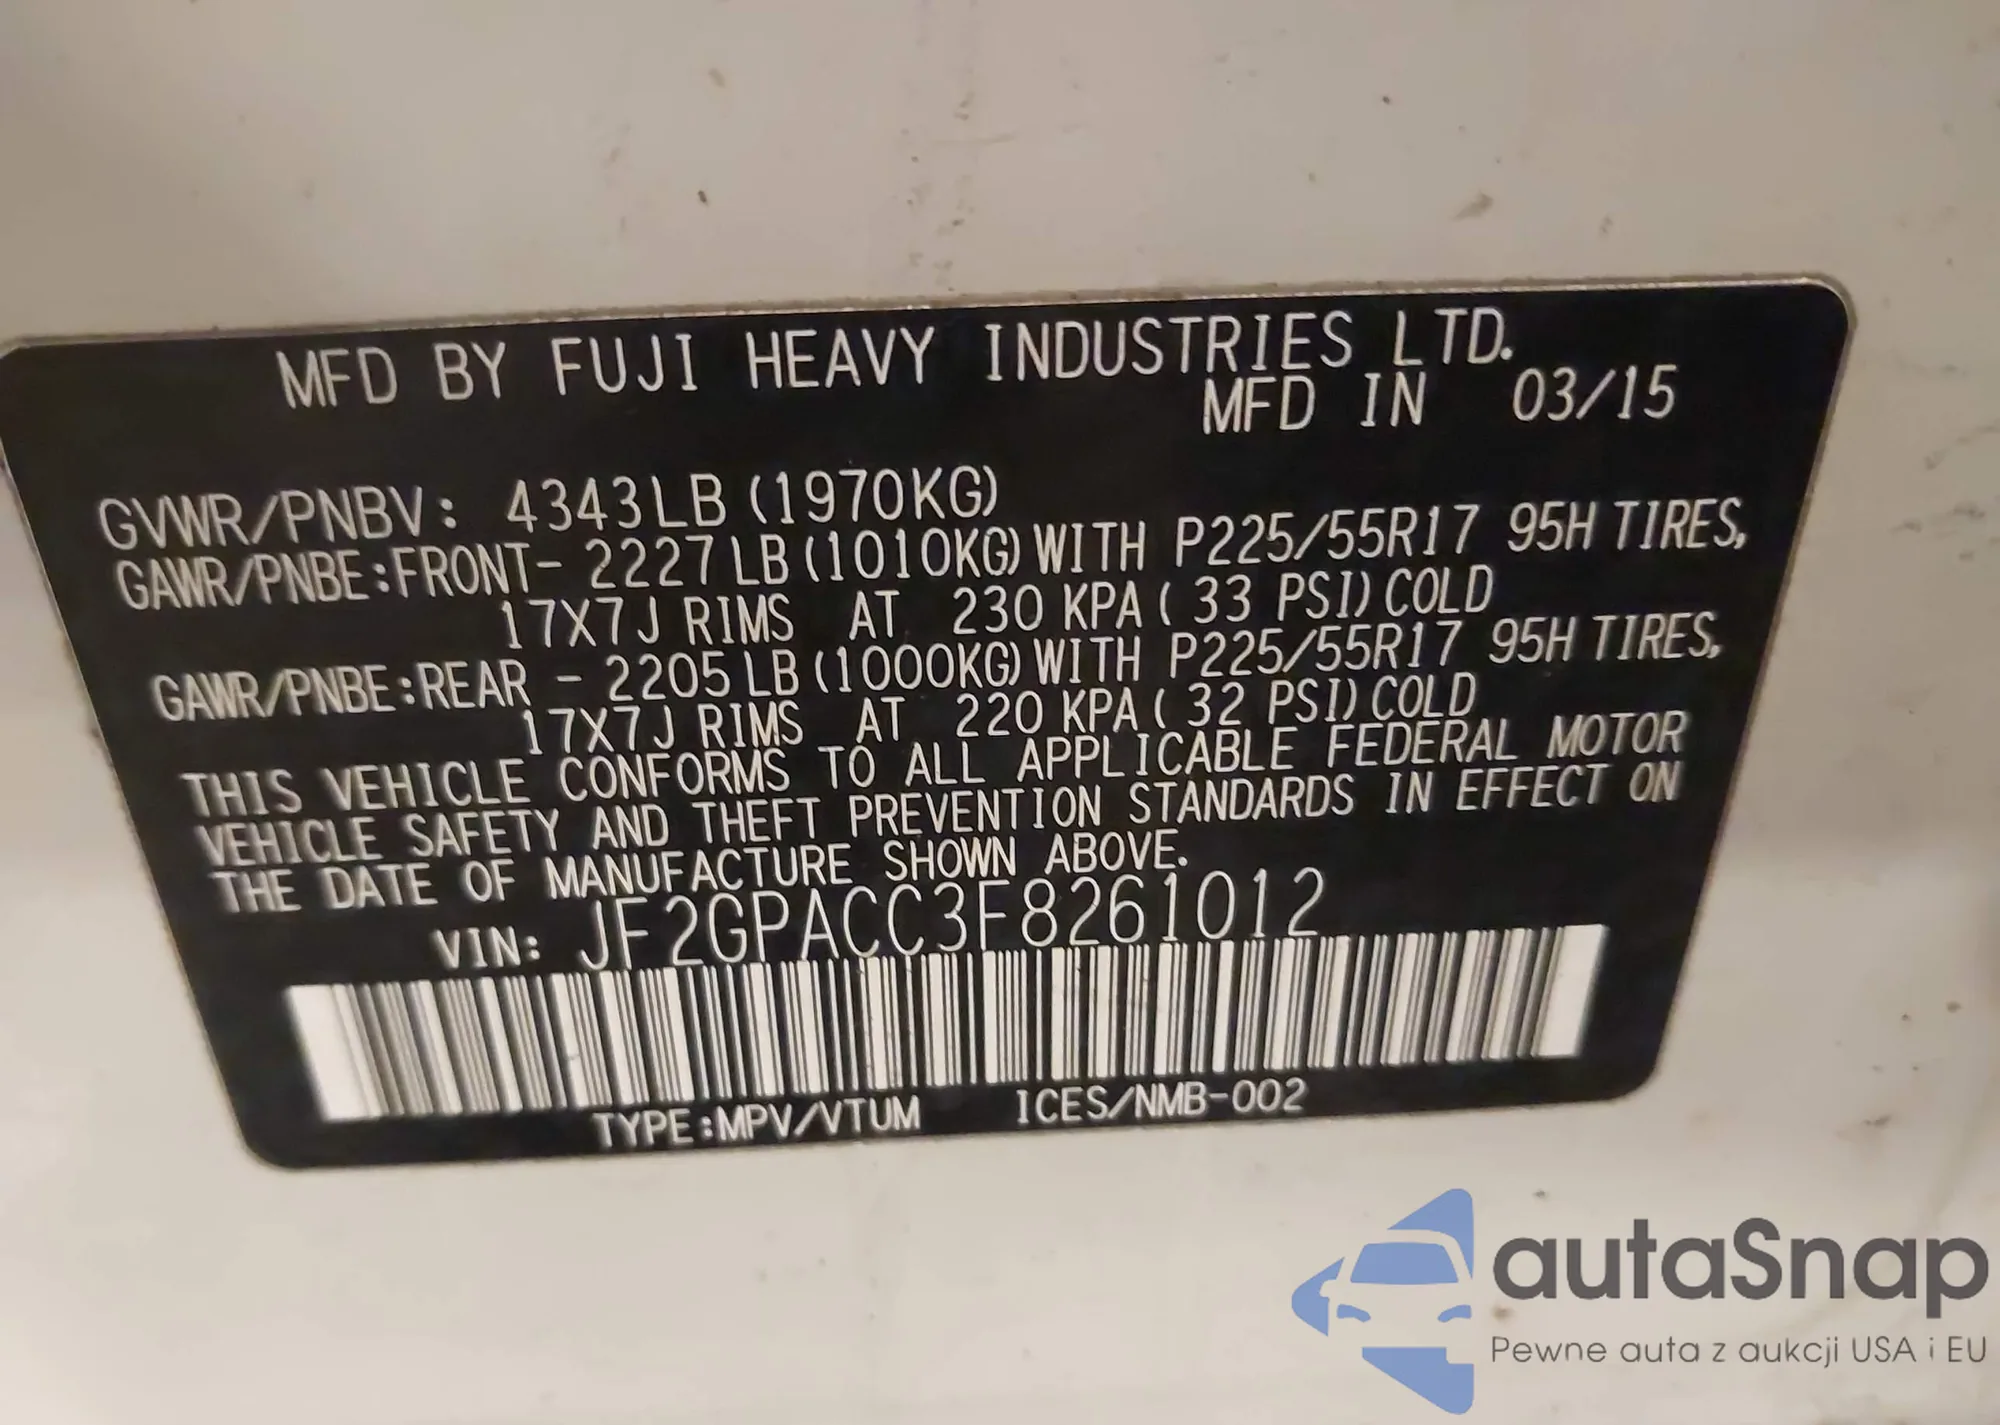 MFD BY FUJI HEAVY INDUSTRIES LTD.
MFD IN 03/15
GVWR/PNBV: 4343LB (1970KG)
GAWR/PNBE:FRONT- 2227LB (1010KG) WITH P225/55R17 95H TIRES,
17X7J RIMS AT 230 KPA ( 33 PSI) COLD
GAWR/PNBE:REAR - 2205LB (1000KG) WITH P225/55R17 95H TIRES,
17X7J RIMS AT 220 KPA ( 32 PSI) COLD
THIS VEHICLE CONFORMS TO ALL APPLICABLE FEDERAL MOTOR
VEHICLE SAFETY AND THEFT PREVENTION STANDARDS IN EFFECT ON
THE DATE OF MANUFACTURE SHOWN ABOVE.
VIN: JF2GPACC3F8261012
TYPE:MPV/VTUM ICES/NMB-002
autaSnap
Pewne auta z aukcji USA i EU